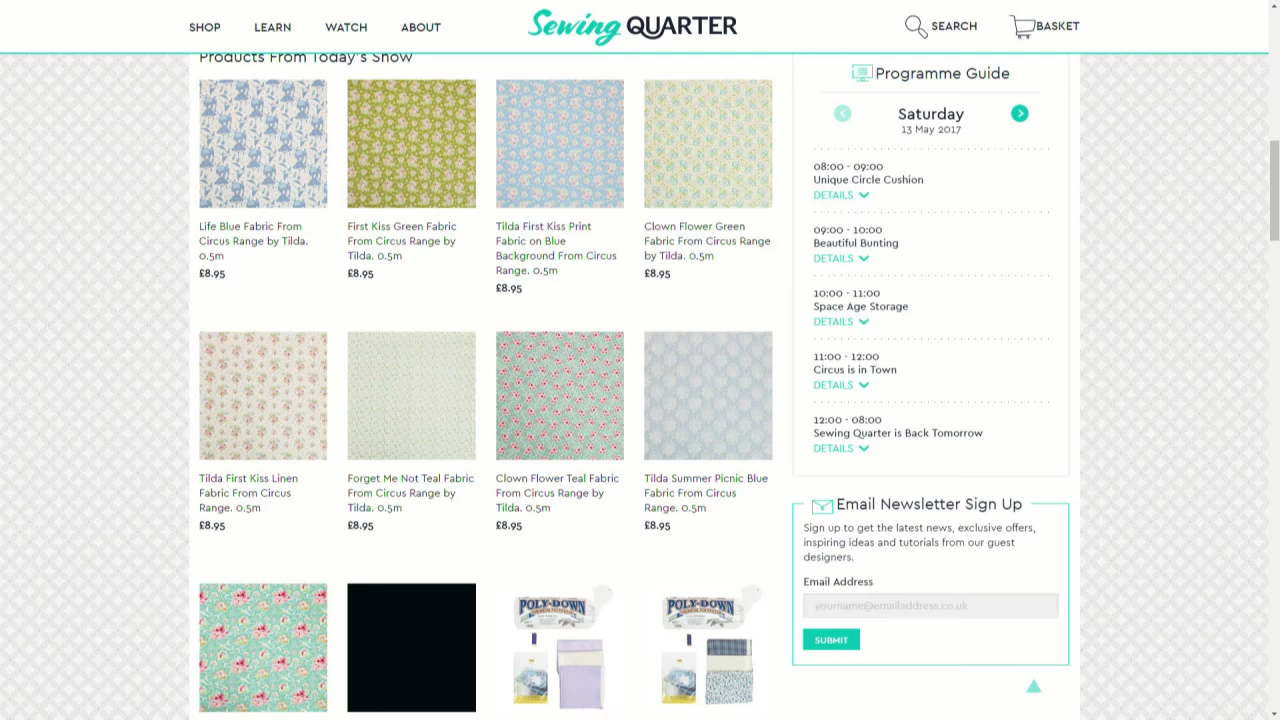 SHOP
LEARN
WATCH
ABOUT
Sewing QUARTER
SEARCH
BASKET
Products From Today's Show
Life Blue Fabric From
Circus Range by Tilda.
0.5m
£8.95
First Kiss Green Fabric
From Circus Range by
Tilda. 0.5m
£8.95
Tilda First Kiss Print
Fabric on Blue
Background From Circus
Range. 0.5m
£8.95
Clown Flower Green
Fabric From Circus Range
by Tilda. 0.5m
£8.95
Tilda First Kiss Linen
Fabric From Circus
Range. 0.5m
£8.95
Forget Me Not Teal Fabric
From Circus Range by
Tilda. 0.5m
£8.95
Clown Flower Teal Fabric
From Circus Range by
Tilda. 0.5m
£8.95
Tilda Summer Picnic Blue
Fabric From Circus
Range. 0.5m
£8.95
POLY-DOWN
POLY-DOWN
Programme Guide
Saturday
13 May 2017
08:00 - 09:00
Unique Circle Cushion
DETAILS
09:00 - 10:00
Beautiful Bunting
DETAILS
10:00 - 11:00
Space Age Storage
DETAILS
11:00 - 12:00
Circus is in Town
DETAILS
12:00 - 08:00
Sewing Quarter is Back Tomorrow
DETAILS
Email Newsletter Sign Up
Sign up to get the latest news, exclusive offers,
inspiring ideas and tutorials from our guest
designers.
Email Address
yourname@emailaddress.co.uk
SUBMIT